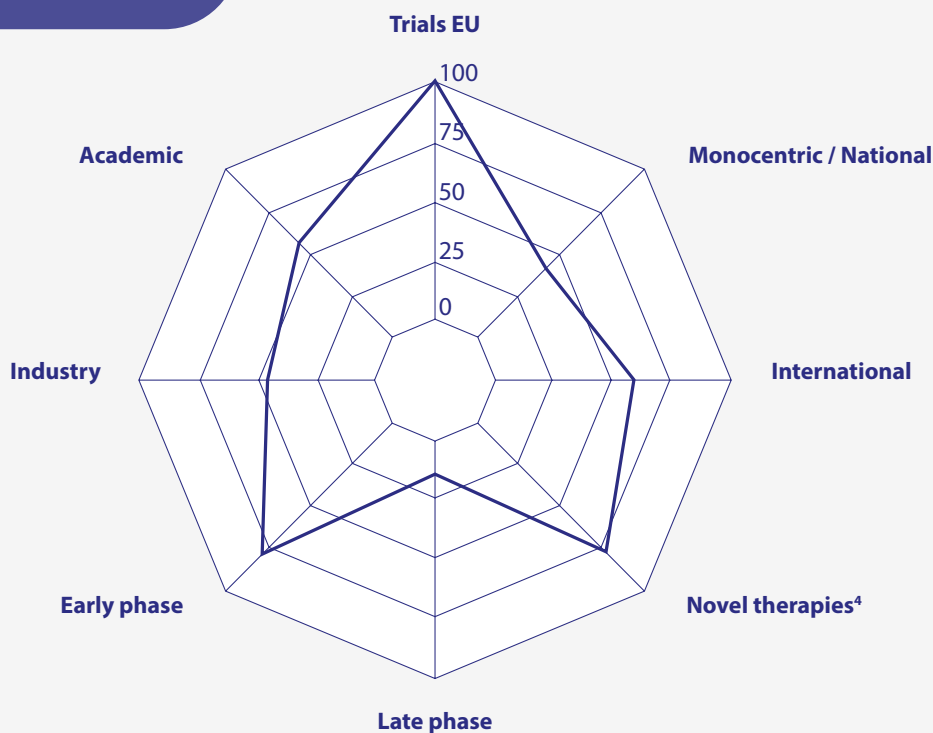 Trials EU
100
75
50
25
0
Monocentric / National
International
Novel therapies⁴
Late phase
Early phase
Industry
Academic